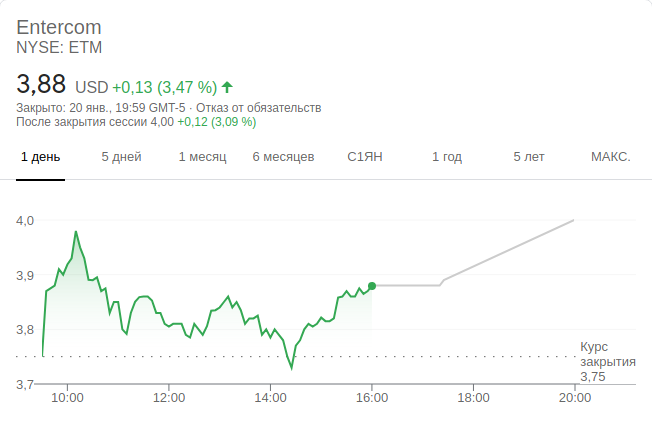 Entercom
NYSE: ETM
3,88 USD +0,13 (3,47 %)
Закрыто: 20 янв., 19:59 GMT-5 · Отказ от обязательств
После закрытия сессии 4,00 +0,12 (3,09 %)
1 день 5 дней 1 месяц 6 месяцев С1ЯН 1 год 5 лет МАКС.
4,0
3,9
3,8
Курс
закрытия
3,75
3,7
10:00 12:00 14:00 16:00 18:00 20:00